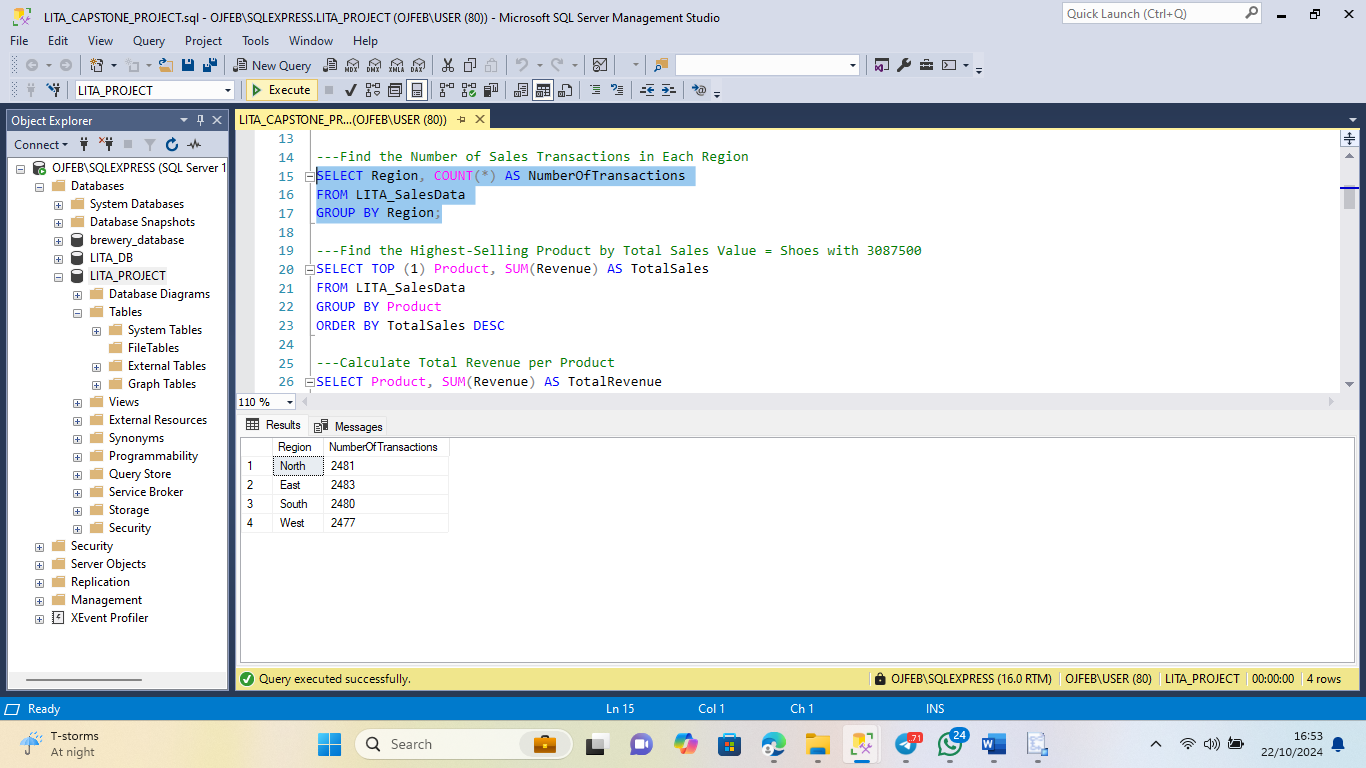 LITA_CAPSTONE_PROJECT.sql - OJFEB\SQLEXPRESS.LITA_PROJECT (OJFEB\USER (80)) - Microsoft SQL Server Management Studio
Quick Launch (Ctrl+Q)
File Edit View Query Project Tools Window Help
New Query
MDX DMX XMLA DAX
LITA_PROJECT
Execute
Object Explorer
Connect
OJFEB\SQLEXPRESS (SQL Server 1
Databases
System Databases
Database Snapshots
brewery_database
LITA_DB
LITA_PROJECT
Database Diagrams
Tables
System Tables
FileTables
External Tables
Graph Tables
Views
External Resources
Synonyms
Programmability
Query Store
Service Broker
Storage
Security
Security
Server Objects
Replication
Management
XEvent Profiler
LITA_CAPSTONE_PR...(OJFEB\USER (80))
13
14 ---Find the Number of Sales Transactions in Each Region
15 SELECT Region, COUNT(*) AS NumberOfTransactions
16 FROM LITA_SalesData
17 GROUP BY Region;
18
19 ---Find the Highest-Selling Product by Total Sales Value = Shoes with 3087500
20 SELECT TOP (1) Product, SUM(Revenue) AS TotalSales
21 FROM LITA_SalesData
22 GROUP BY Product
23 ORDER BY TotalSales DESC
24
25 ---Calculate Total Revenue per Product
26 SELECT Product, SUM(Revenue) AS TotalRevenue
110 %
Results Messages
Region NumberOfTransactions
1 North 2481
2 East 2483
3 South 2480
4 West 2477
Query executed successfully.
OJFEB\SQLEXPRESS (16.0 RTM) OJFEB\USER (80) LITA_PROJECT 00:00:00 4 rows
Ready Ln 15 Col 1 Ch 1 INS
T-storms
At night
Search
71
24
16:53
22/10/2024